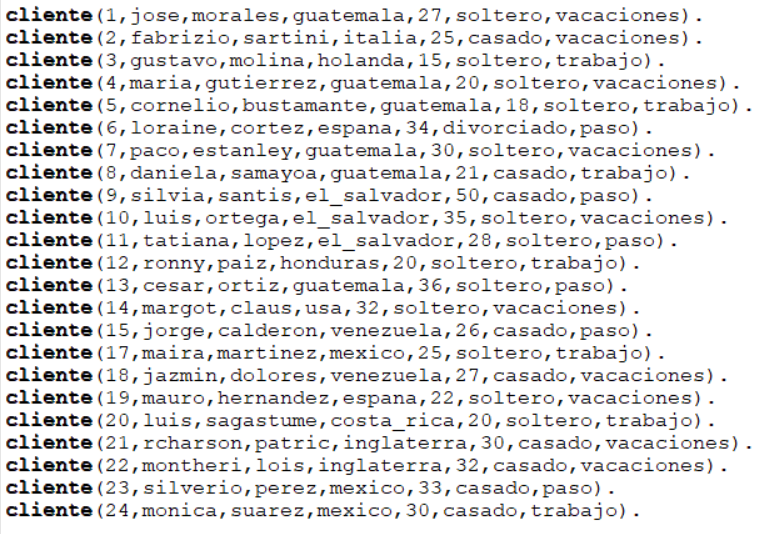 cliente(1,jose,morales,guatemala,27,soltero,vacaciones).
cliente(2,fabrizio,sartini,italia,25,casado,vacaciones).
cliente(3,gustavo,molina,holanda,15,soltero,trabajo).
cliente(4,maria,gutierrez,guatemala,20,soltero,vacaciones).
cliente(5,cornelio,bustamante,guatemala,18,soltero,trabajo).
cliente(6,loraine,cortez,espana,34,divorciado,paso).
cliente(7,paco,estanley,guatemala,30,soltero,vacaciones).
cliente(8,daniela,samayoa,guatemala,21,casado,trabajo).
cliente(9,silvia,santis,el_salvador,50,casado,paso).
cliente(10,luis,ortega,el_salvador,35,soltero,vacaciones).
cliente(11,tatiana,lopez,el_salvador,28,soltero,paso).
cliente(12,ronny,paiz,honduras,20,soltero,trabajo).
cliente(13,cesar,ortiz,guatemala,36,soltero,paso).
cliente(14,margot,claus,usa,32,soltero,vacaciones).
cliente(15,jorge,calderon,venezuela,26,casado,paso).
cliente(17,maira,martinez,mexico,25,soltero,trabajo).
cliente(18,jazmin,dolores,venezuela,27,casado,vacaciones).
cliente(19,mauro,hernandez,espana,22,soltero,vacaciones).
cliente(20,luis,sagastume,costa_rica,20,soltero,trabajo).
cliente(21,rcharson,patric,inglaterra,30,casado,vacaciones).
cliente(22,montheri,lois,inglaterra,32,casado,vacaciones).
cliente(23,silverio,perez,mexico,33,casado,paso).
cliente(24,monica,suarez,mexico,30,casado,trabajo).